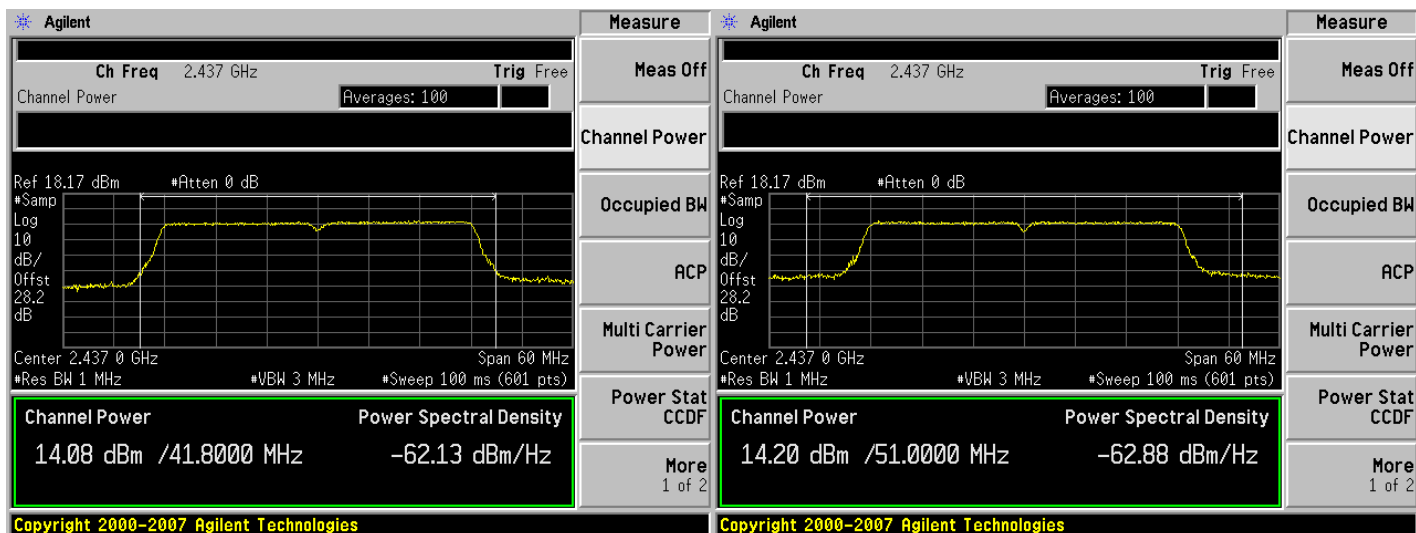 Agilent
Measure
Ch Freq 2.437 GHz Trig Free
Channel Power Averages: 100
Ref 18.17 dBm #Atten 0 dB
#Samp
Log
10
dB/
Offst
28.2
dB
Center 2.437 0 GHz Span 60 MHz
#Res BW 1 MHz #VBW 3 MHz #Sweep 100 ms (601 pts)
Channel Power Power Spectral Density
14.08 dBm /41.8000 MHz -62.13 dBm/Hz
Copyright 2000-2007 Agilent Technologies
Meas Off
Channel Power
Occupied BW
ACP
Multi Carrier
Power
Power Stat
CCDF
More
1 of 2
Agilent
Measure
Ch Freq 2.437 GHz Trig Free
Channel Power Averages: 100
Ref 18.17 dBm #Atten 0 dB
#Samp
Log
10
dB/
Offst
28.2
dB
Center 2.437 0 GHz Span 60 MHz
#Res BW 1 MHz #VBW 3 MHz #Sweep 100 ms (601 pts)
Channel Power Power Spectral Density
14.20 dBm /51.0000 MHz -62.88 dBm/Hz
Copyright 2000-2007 Agilent Technologies
Meas Off
Channel Power
Occupied BW
ACP
Multi Carrier
Power
Power Stat
CCDF
More
1 of 2